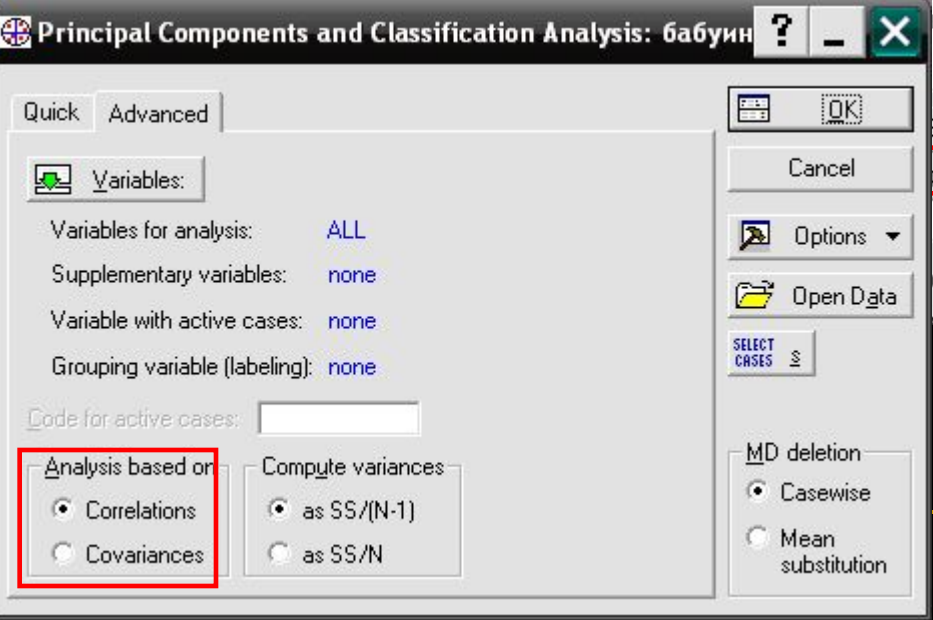 Principal Components and Classification Analysis: бабуин
?
Quick
Advanced
OK
Variables:
Cancel
Variables for analysis: ALL
Options
Supplementary variables: none
Open Data
Variable with active cases: none
SELECT
CASES
S
Grouping variable (labeling): none
Code for active cases:
Analysis based on
Correlations
Covariances
Compute variances
as SS/(N-1)
as SS/N
MD deletion
Casewise
Mean
substitution